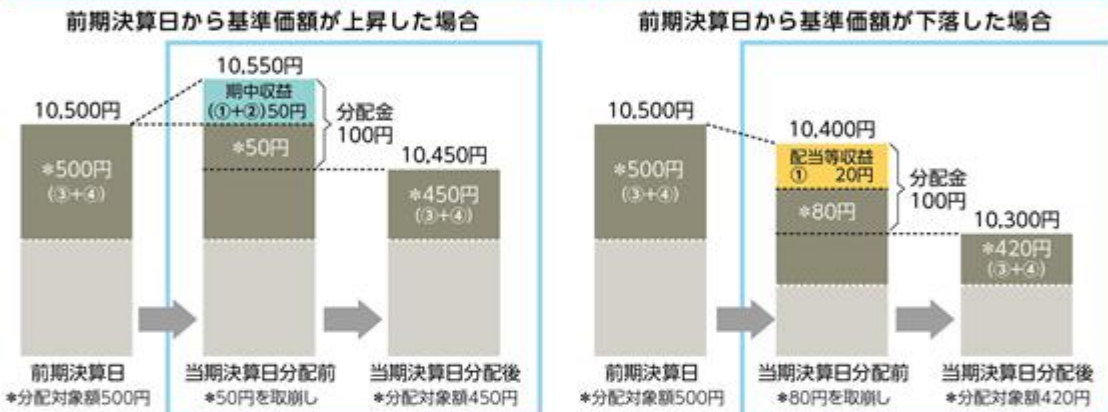 前期決算日から基準価額が上昇した場合
10,550円
期中収益
(①+②)50円
10,500円
分配金
100円
*50円
10,450円
*500円
(③+④)
*450円
(③+④)
前期決算日
*分配対象額500円
当期決算日分配前
*50円を取崩し
当期決算日分配後
*分配対象額450円
前期決算日から基準価額が下落した場合
10,500円
10,400円
配当等収益
① 20円
分配金
100円
*500円
(③+④)
*80円
10,300円
*420円
(③+④)
前期決算日
*分配対象額500円
当期決算日分配前
*80円を取崩し
当期決算日分配後
*分配対象額420円